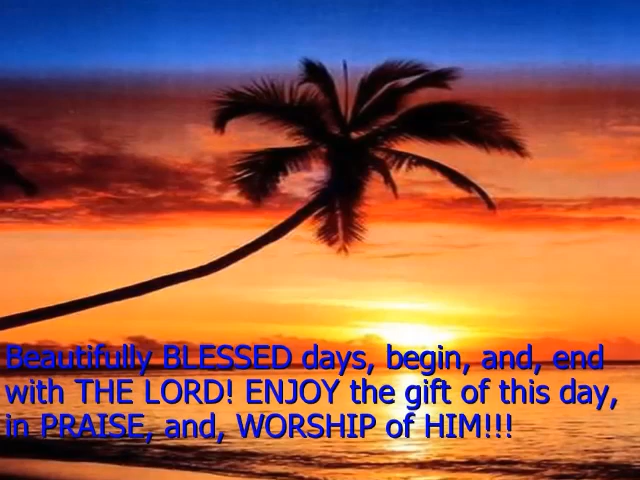 Beautifully BLESSED days, begin, and, end
with THE LORD! ENJOY the gift of this day,
in PRAISE, and, WORSHIP of HIM!!!